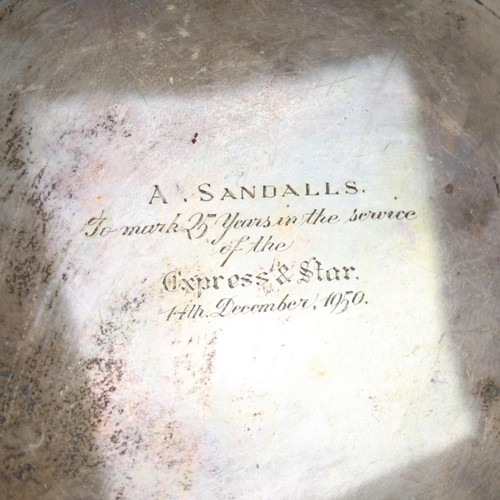 A. SANDALLS.
To mark 25 Years in the service
of the
Express & Star.
14th. December, 1950.